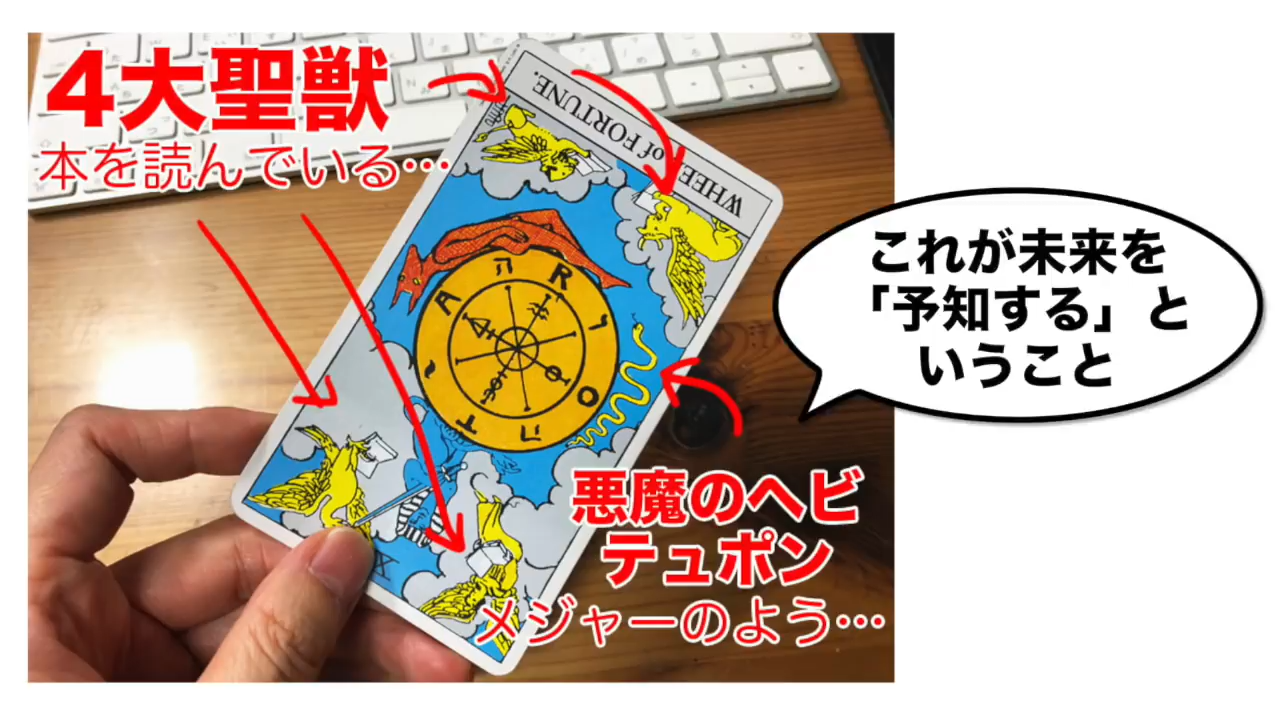 4大聖獣
本を読んでいる…
WHEEL of FORTUNE.
悪魔のヘビ
テュポン
メジャーのよう…
これが未来を
「予知する」と
いうこと